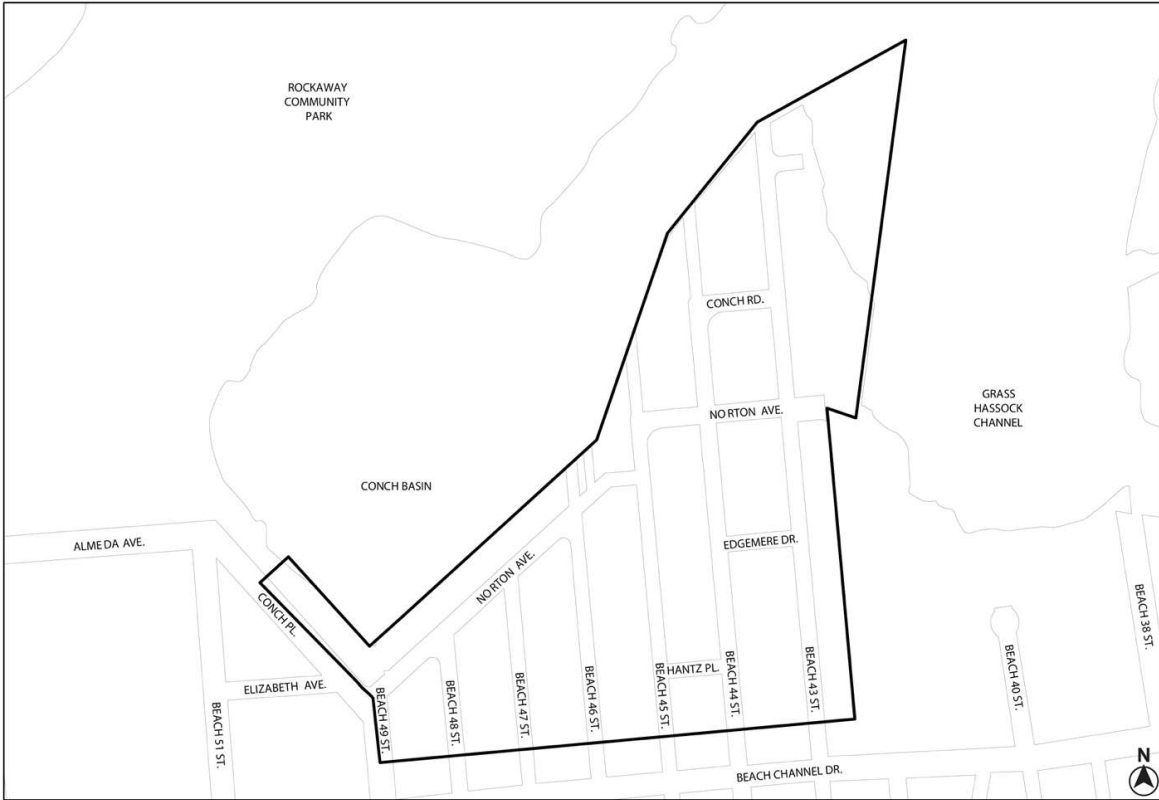 ROCKAWAY
COMMUNITY
PARK
CONCH RD.
NORTON AVE.
GRASS
HASSOCK
CHANNEL
CONCH BASIN
ALMEDA AVE.
EDGEMERE DR.
NORTON AVE.
CONCH PL.
BEACH 38 ST.
ELIZABETH AVE.
HANTZ PL.
BEACH 51 ST.
BEACH 49 ST.
BEACH 48 ST.
BEACH 47 ST.
BEACH 46 ST.
BEACH 45 ST.
BEACH 44 ST.
BEACH 43 ST.
BEACH 40 ST.
BEACH CHANNEL DR.
N